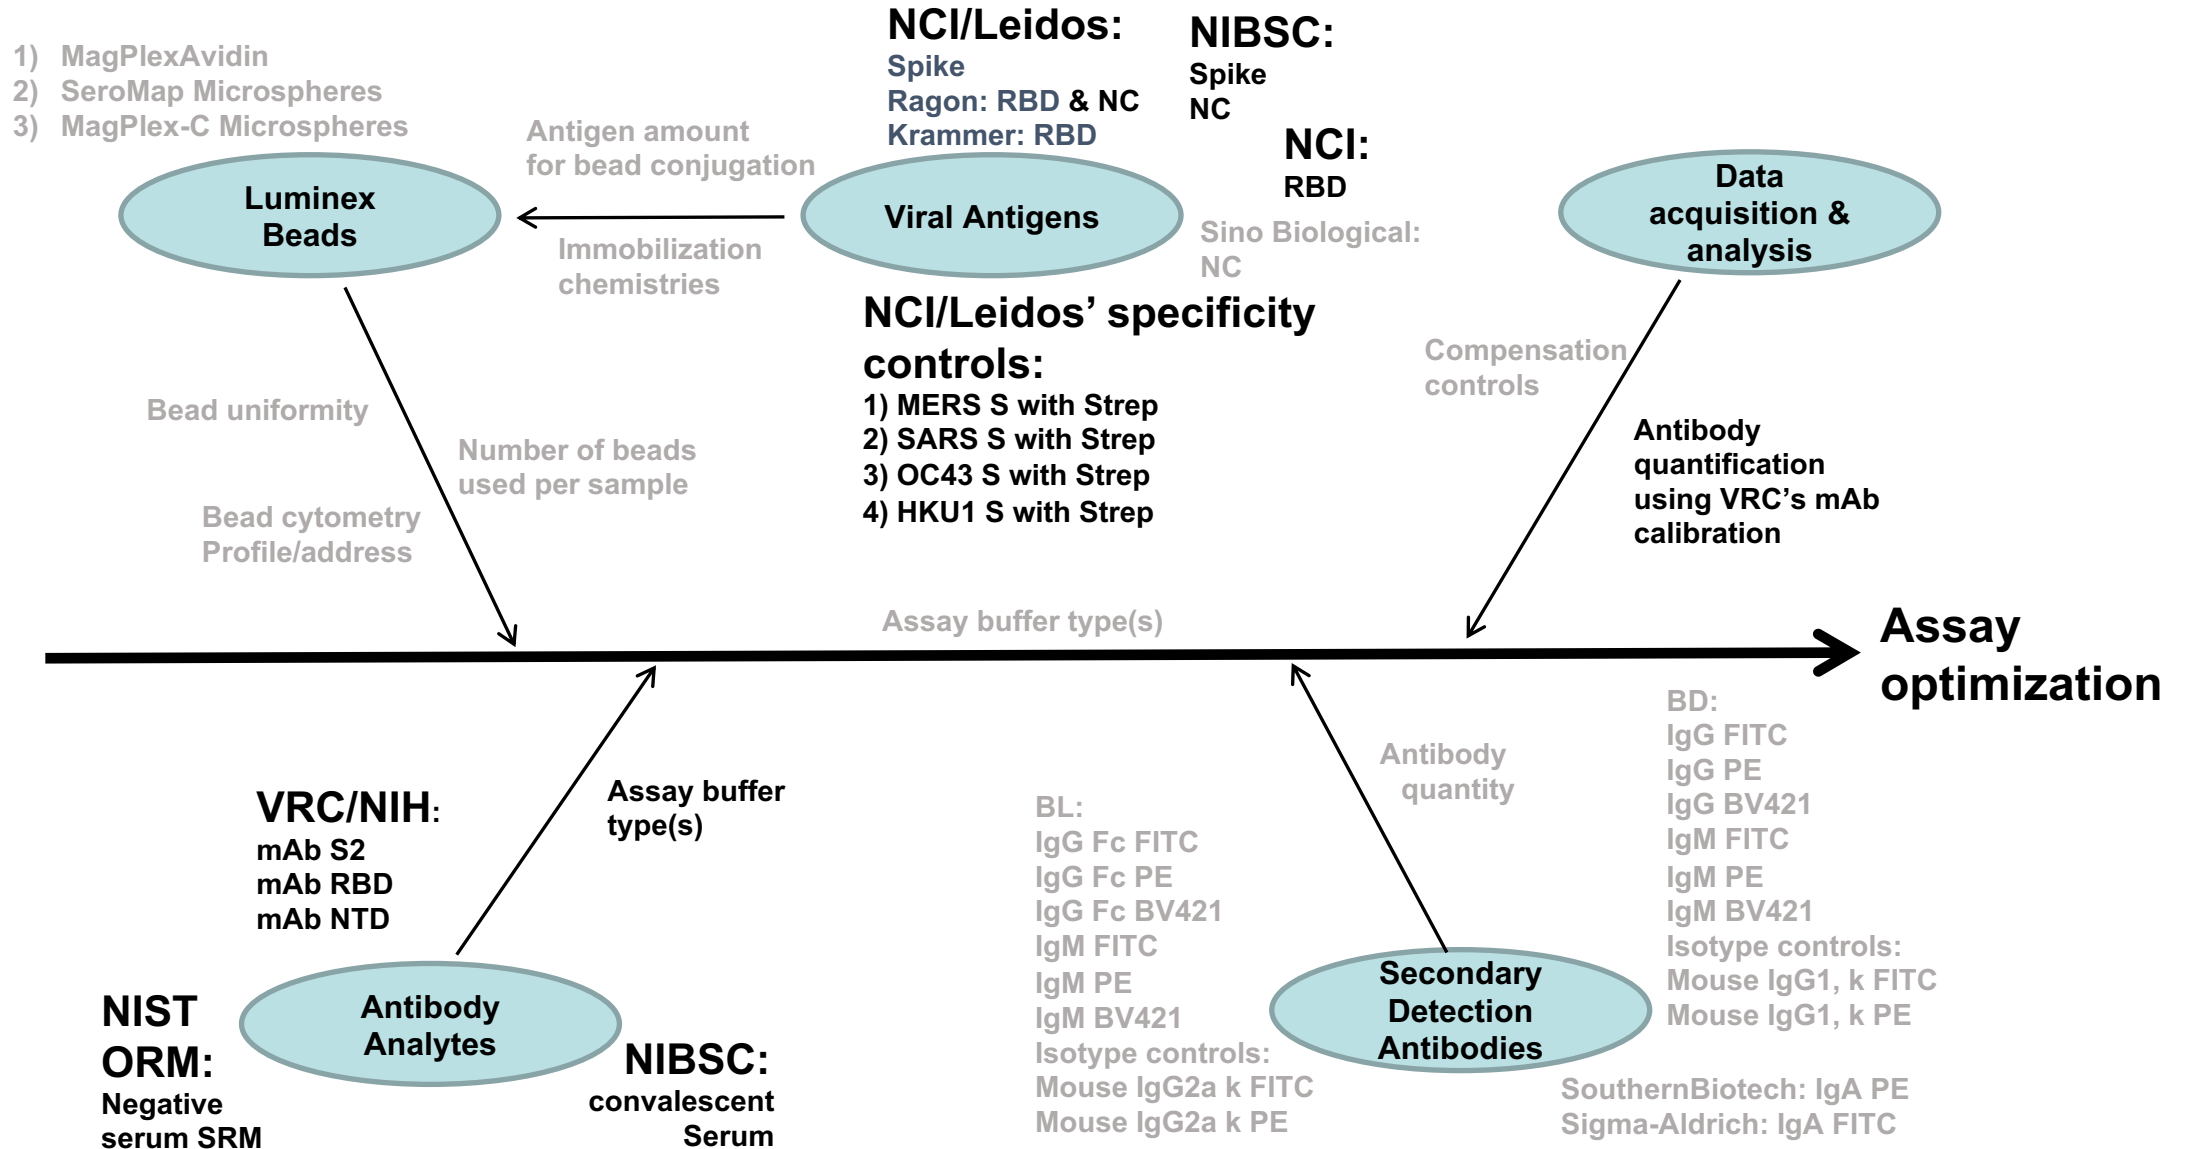 1) MagPlexAvidin
2) SeroMap Microspheres
3) MagPlex-C Microspheres
Luminex
Beads
Antigen amount
for bead conjugation
Immobilization
chemistries
NCI/Leidos:
Spike
Ragon: RBD & NC
Krammer: RBD
Viral Antigens
NIBSC:
Spike
NC
NCI:
RBD
Sino Biological:
NC
NCI/Leidos’ specificity
controls:
1) MERS S with Strep
2) SARS S with Strep
3) OC43 S with Strep
4) HKU1 S with Strep
Data
acquisition &
analysis
Compensation
controls
Antibody
quantification
using VRC’s mAb
calibration
Bead uniformity
Number of beads
used per sample
Bead cytometry
Profile/address
Assay buffer type(s)
Assay
optimization
VRC/NIH:
mAb S2
mAb RBD
mAb NTD
Assay buffer
type(s)
NIST
ORM:
Negative
serum SRM
Antibody
Analytes
NIBSC:
convalescent
Serum
BL:
IgG Fc FITC
IgG Fc PE
IgG Fc BV421
IgM FITC
IgM PE
IgM BV421
Isotype controls:
Mouse IgG2a k FITC
Mouse IgG2a k PE
Antibody
quantity
Secondary
Detection
Antibodies
BD:
IgG FITC
IgG PE
IgG BV421
IgM FITC
IgM PE
IgM BV421
Isotype controls:
Mouse IgG1, k FITC
Mouse IgG1, k PE
SouthernBiotech: IgA PE
Sigma-Aldrich: IgA FITC